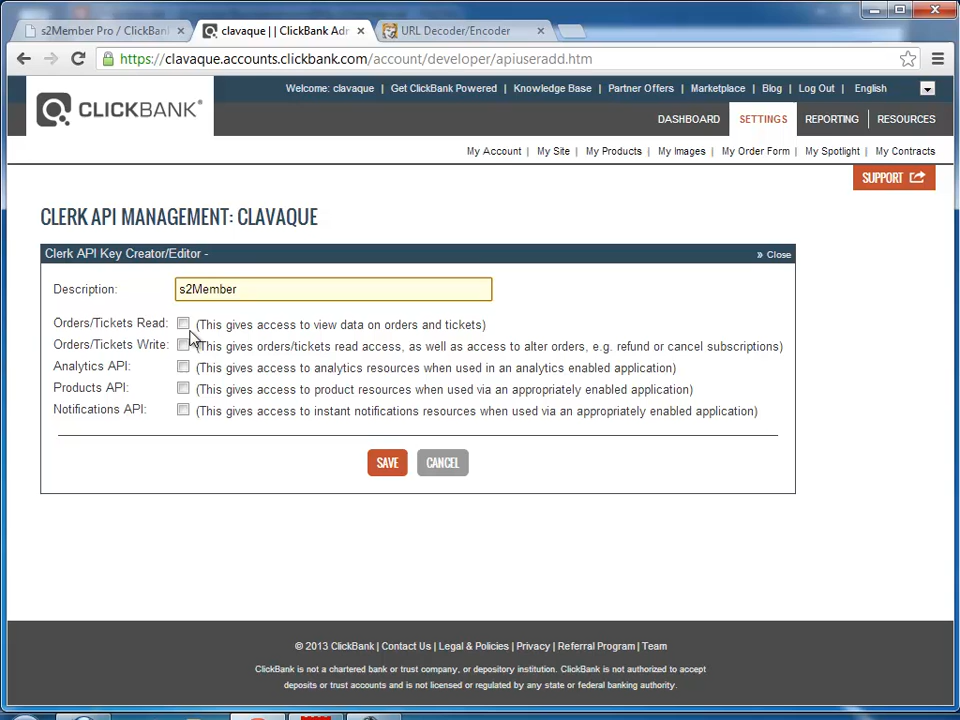 s2Member Pro / ClickBan
clavaque | | ClickBank Adr
URL Decoder/Encoder
https://clavaque.accounts.clickbank.com/account/developer/apiuseradd.htm
Welcome: clavaque | Get ClickBank Powered | Knowledge Base | Partner Offers | Marketplace | Blog | Log Out | English
CLICKBANK®
DASHBOARD SETTINGS REPORTING RESOURCES
My Account | My Site | My Products | My Images | My Order Form | My Spotlight | My Contracts
SUPPORT
CLERK API MANAGEMENT: CLAVAQUE
Clerk API Key Creator/Editor -
» Close
Description: s2Member
Orders/Tickets Read: (This gives access to view data on orders and tickets)
Orders/Tickets Write: (This gives orders/tickets read access, as well as access to alter orders, e.g. refund or cancel subscriptions)
Analytics API: (This gives access to analytics resources when used in an analytics enabled application)
Products API: (This gives access to product resources when used via an appropriately enabled application)
Notifications API: (This gives access to instant notifications resources when used via an appropriately enabled application)
SAVE CANCEL
© 2013 ClickBank | Contact Us | Legal & Policies | Privacy | Referral Program | Team
ClickBank is not a chartered bank or trust company, or depository institution. ClickBank is not authorized to accept
deposits or trust accounts and is not licensed or regulated by any state or federal banking authority.